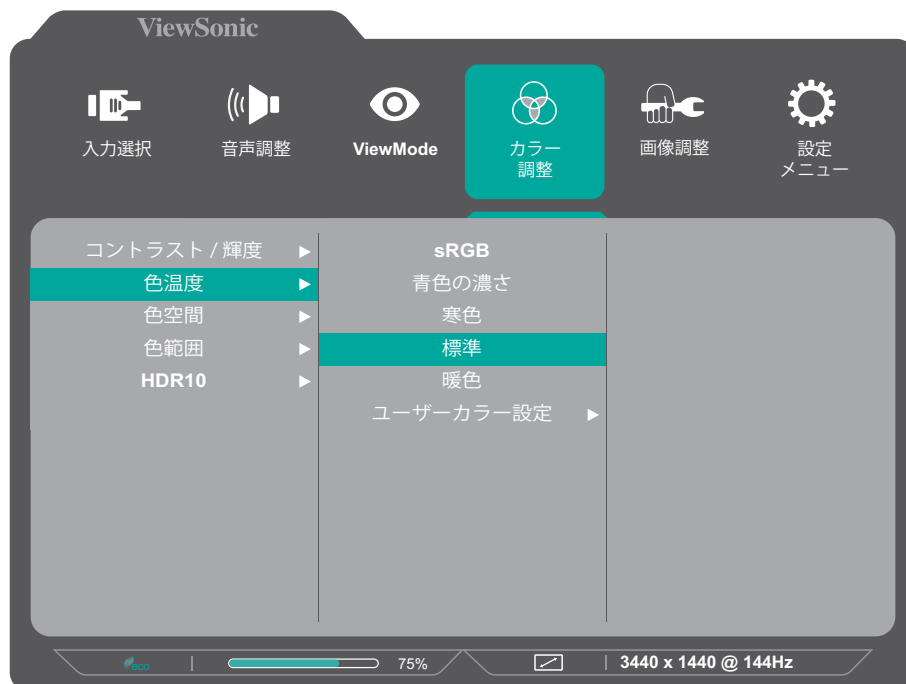 ViewSonic
入力選択
音声調整
ViewMode
カラー
調整
画像調整
設定
メニュー
コントラスト / 輝度
色温度
色空間
色範囲
HDR10
sRGB
青色の濃さ
寒色
標準
暖色
ユーザーカラー設定
eco
75%
3440 x 1440 @ 144Hz